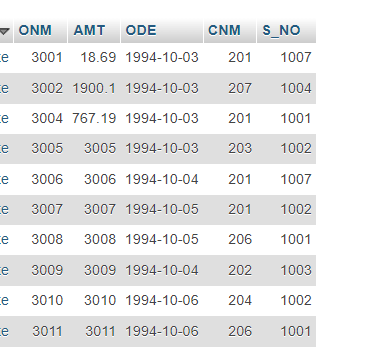 ONM AMT ODE CNM S_NO
te 3001 18.69 1994-10-03 201 1007
te 3002 1900.1 1994-10-03 207 1004
te 3004 767.19 1994-10-03 201 1001
te 3005 3005 1994-10-03 203 1002
te 3006 3006 1994-10-04 201 1007
te 3007 3007 1994-10-05 201 1002
te 3008 3008 1994-10-05 206 1001
te 3009 3009 1994-10-04 202 1003
te 3010 3010 1994-10-06 204 1002
te 3011 3011 1994-10-06 206 1001